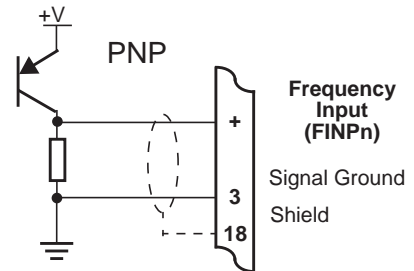 +V
PNP
Frequency
Input
(FINPn)
+
Signal Ground
3
Shield
18